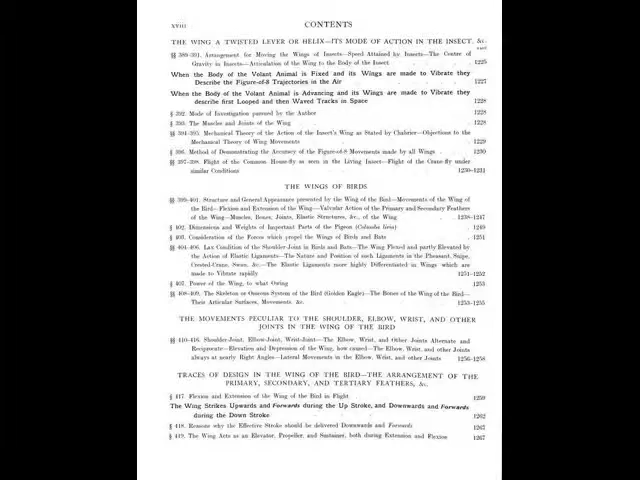 xviii CONTENTS
THE WING A TWISTED LEVER OR HELIX—ITS MODE OF ACTION IN THE INSECT, &c.
PAGE
§§ 389-391. Arrangement for Moving the Wings of Insects—Speed Attained by Insects—The Centre of
Gravity in Insects—Articulation of the Wing to the Body of the Insect 1225
When the Body of the Volant Animal is Fixed and its Wings are made to Vibrate they
Describe the Figure-of-8 Trajectories in the Air 1227
When the Body of the Volant Animal is Advancing and its Wings are made to Vibrate they
describe first Looped and then Waved Tracks in Space 1228
§ 392. Mode of Investigation pursued by the Author 1228
§ 393. The Muscles and Joints of the Wing 1228
§§ 394-395. Mechanical Theory of the Action of the Insect's Wing as Stated by Chabrier—Objections to the
Mechanical Theory of Wing Movements 1229
§ 396. Method of Demonstrating the Accuracy of the Figure-of-8 Movements made by all Wings 1230
§§ 397-398. Flight of the Common House-fly as seen in the Living Insect—Flight of the Crane-fly under
similar Conditions 1230-1231
THE WINGS OF BIRDS
§§ 399-401. Structure and General Appearance presented by the Wing of the Bird—Movements of the Wing of
the Bird—Flexion and Extension of the Wing—Valvular Action of the Primary and Secondary Feathers
of the Wing—Muscles, Bones, Joints, Elastic Structures, &c., of the Wing 1238-1247
§ 402. Dimensions and Weights of Important Parts of the Pigeon (Columba livia) 1249
§ 403. Consideration of the Forces which propel the Wings of Birds and Bats 1251
§§ 404-406. Lax Condition of the Shoulder-Joint in Birds and Bats—The Wing Flexed and partly Elevated by
the Action of Elastic Ligaments—The Nature and Position of such Ligaments in the Pheasant, Snipe,
Crested-Crane, Swan, &c.—The Elastic Ligaments more highly Differentiated in Wings which are
made to Vibrate rapidly 1251-1252
§ 407. Power of the Wing, to what Owing 1253
§§ 408-409. The Skeleton or Osseous System of the Bird (Golden Eagle)—The Bones of the Wing of the Bird—
Their Articular Surfaces, Movements, &c. 1253-1255
THE MOVEMENTS PECULIAR TO THE SHOULDER, ELBOW, WRIST, AND OTHER
JOINTS IN THE WING OF THE BIRD
§§ 410-416. Shoulder-Joint, Elbow-Joint, Wrist-Joint—The Elbow, Wrist, and Other Joints Alternate and
Reciprocate—Elevation and Depression of the Wing, how caused—The Elbow, Wrist, and other Joints
always at nearly Right Angles—Lateral Movements in the Elbow, Wrist, and other Joints 1256-1258
TRACES OF DESIGN IN THE WING OF THE BIRD—THE ARRANGEMENT OF THE
PRIMARY, SECONDARY, AND TERTIARY FEATHERS, &c.
§ 417. Flexion and Extension of the Wing of the Bird in Flight 1259
The Wing Strikes Upwards and Forwards during the Up Stroke, and Downwards and Forwards
during the Down Stroke 1262
§ 418. Reasons why the Effective Stroke should be delivered Downwards and Forwards 1267
§ 419. The Wing Acts as an Elevator, Propeller, and Sustainer, both during Extension and Flexion 1267